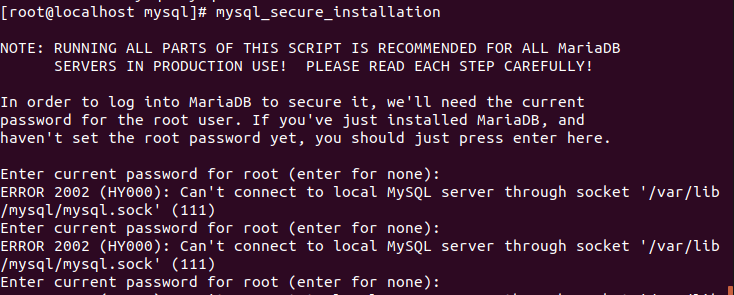 [root@localhost mysql]# mysql_secure_installation
NOTE: RUNNING ALL PARTS OF THIS SCRIPT IS RECOMMENDED FOR ALL MariaDB
SERVERS IN PRODUCTION USE!  PLEASE READ EACH STEP CAREFULLY!
In order to log into MariaDB to secure it, we'll need the current
password for the root user. If you've just installed MariaDB, and
haven't set the root password yet, you should just press enter here.
Enter current password for root (enter for none):
ERROR 2002 (HY000): Can't connect to local MySQL server through socket '/var/lib
/mysql/mysql.sock' (111)
Enter current password for root (enter for none):
ERROR 2002 (HY000): Can't connect to local MySQL server through socket '/var/lib
/mysql/mysql.sock' (111)
Enter current password for root (enter for none):